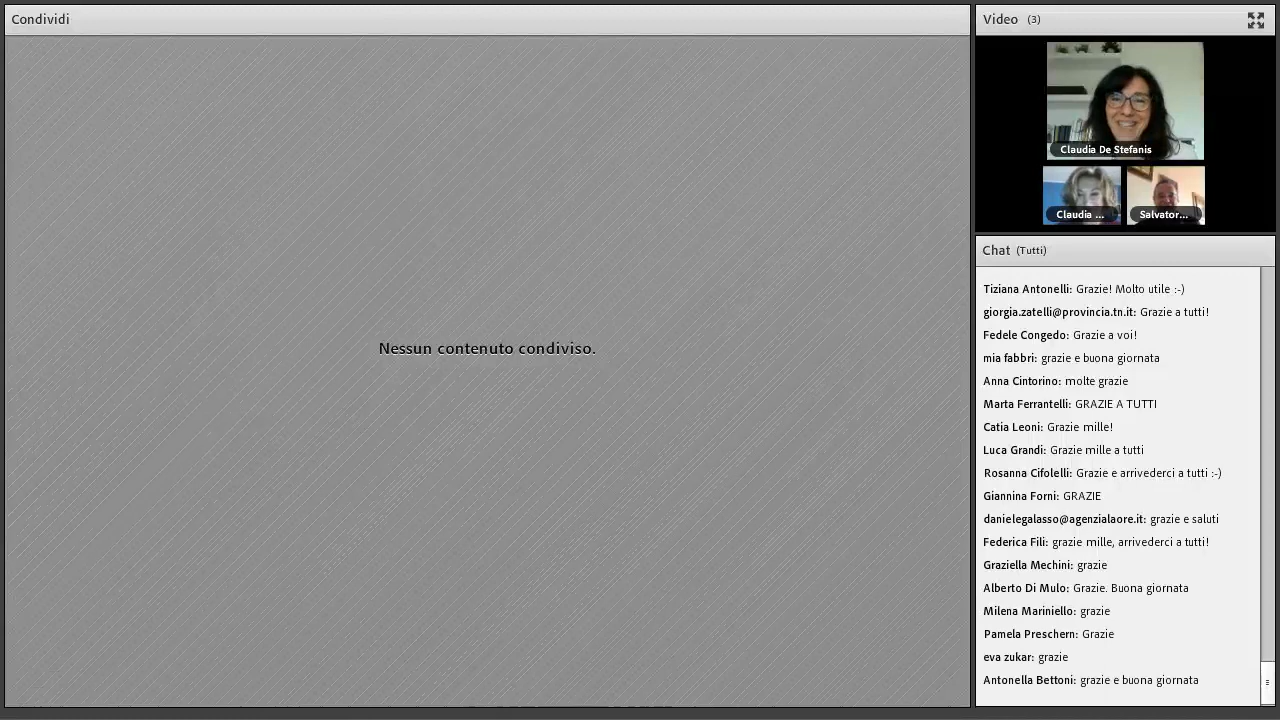 Condividi
Nessun contenuto condiviso.
Video (3)
Claudia De Stefanis
Claudia ...
Salvator...
Chat (Tutti)
Tiziana Antonelli: Grazie! Molto utile :-)
giorgia.zatelli@provincia.tn.it: Grazie a tutti!
Fedele Congedo: Grazie a voi!
mia fabbri: grazie e buona giornata
Anna Cintorino: molte grazie
Marta Ferrantelli: GRAZIE A TUTTI
Catia Leoni: Grazie mille!
Luca Grandi: Grazie mille a tutti
Rosanna Cifolelli: Grazie e arrivederci a tutti :-)
Giannina Forni: GRAZIE
danielegalasso@agenzialaore.it: grazie e saluti
Federica Fili: grazie mille, arrivederci a tutti!
Graziella Mechini: grazie
Alberto Di Mulo: Grazie. Buona giornata
Milena Mariniello: grazie
Pamela Preschern: Grazie
eva zukar: grazie
Antonella Bettoni: grazie e buona giornata